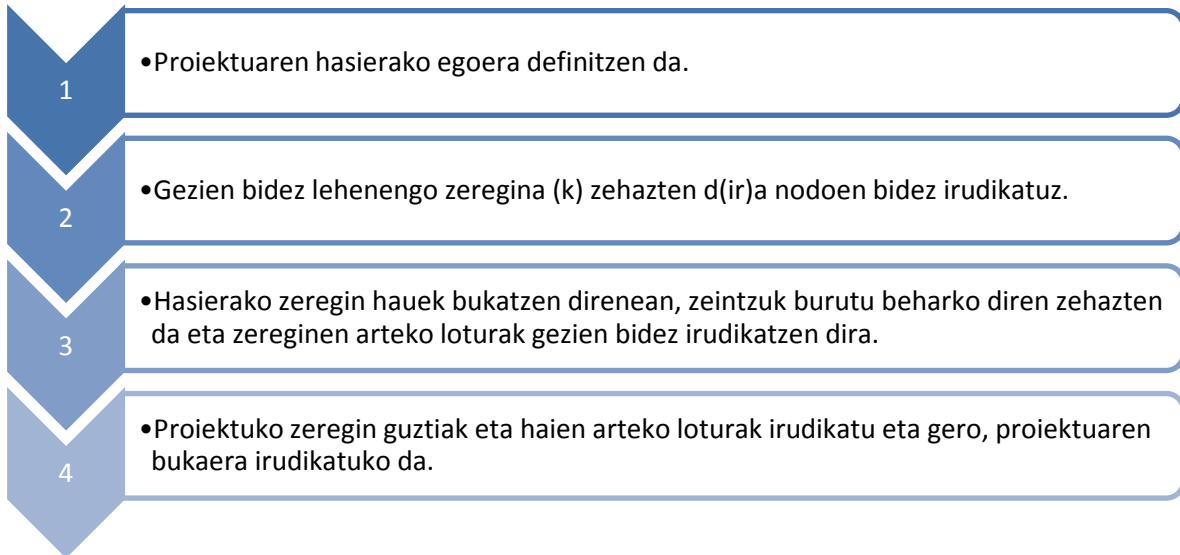 1
•Proiektuaren hasierako egoera definitzen da.
2
•Gezien bidez lehenengo zeregina (k) zehazten d(ir)a nodoen bidez irudikatuz.
3
•Hasierako zeregin hauek bukatzen direnean, zeintzuk burutu beharko diren zehazten
da eta zereginen arteko loturak gezien bidez irudikatzen dira.
4
•Proiektuko zeregin guztiak eta haien arteko loturak irudikatu eta gero, proiektuaren
bukaera irudikatuko da.